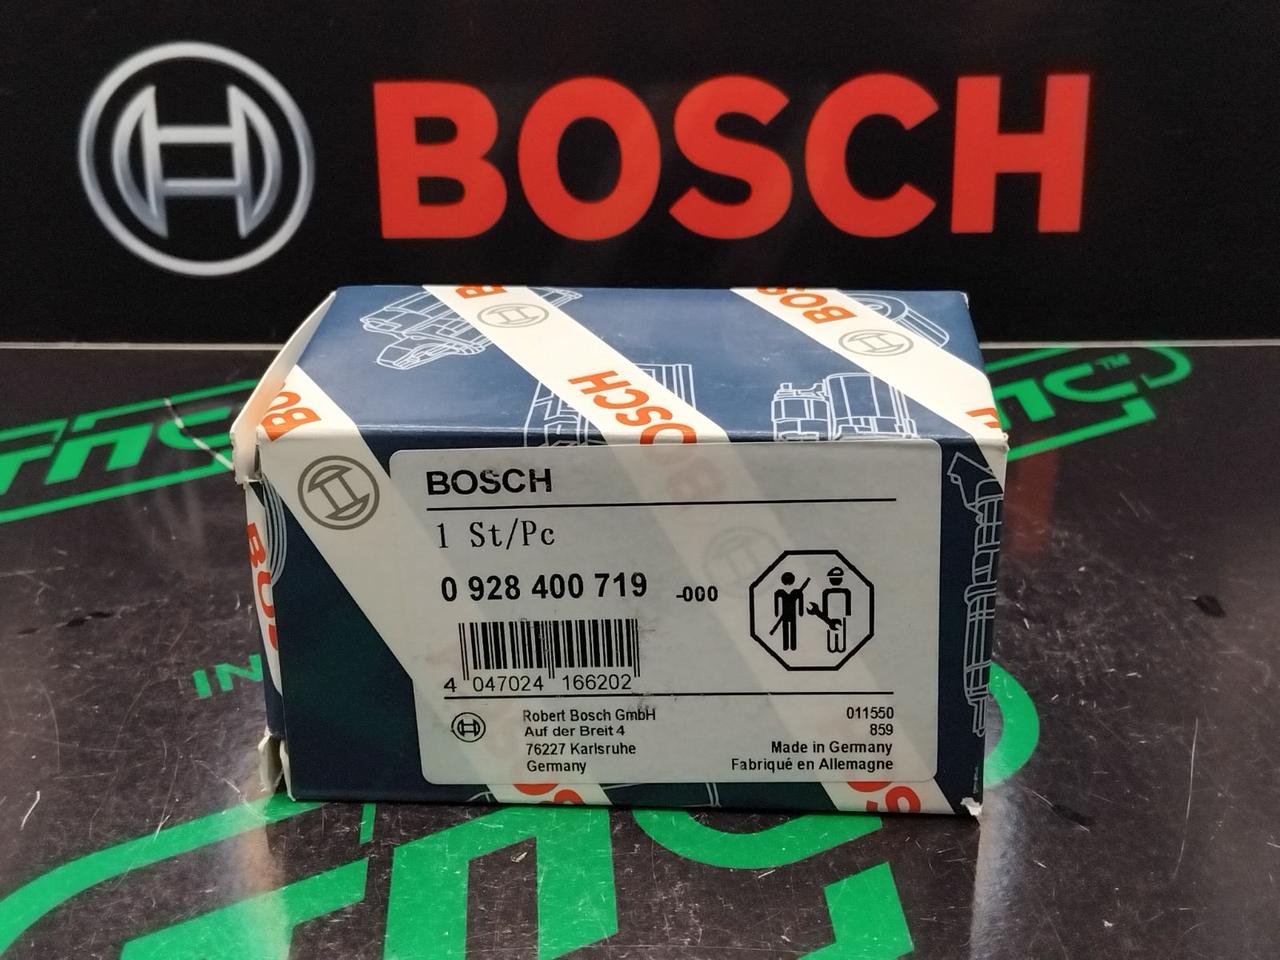 BOSCH
BOSCH
BOSCH
1 St/Pc
0 928 400 719 -000
4 047024 166202
Robert Bosch GmbH
Auf der Breit 4
76227 Karlsruhe
Germany
011550
859
Made in Germany
Fabriqué en Allemagne